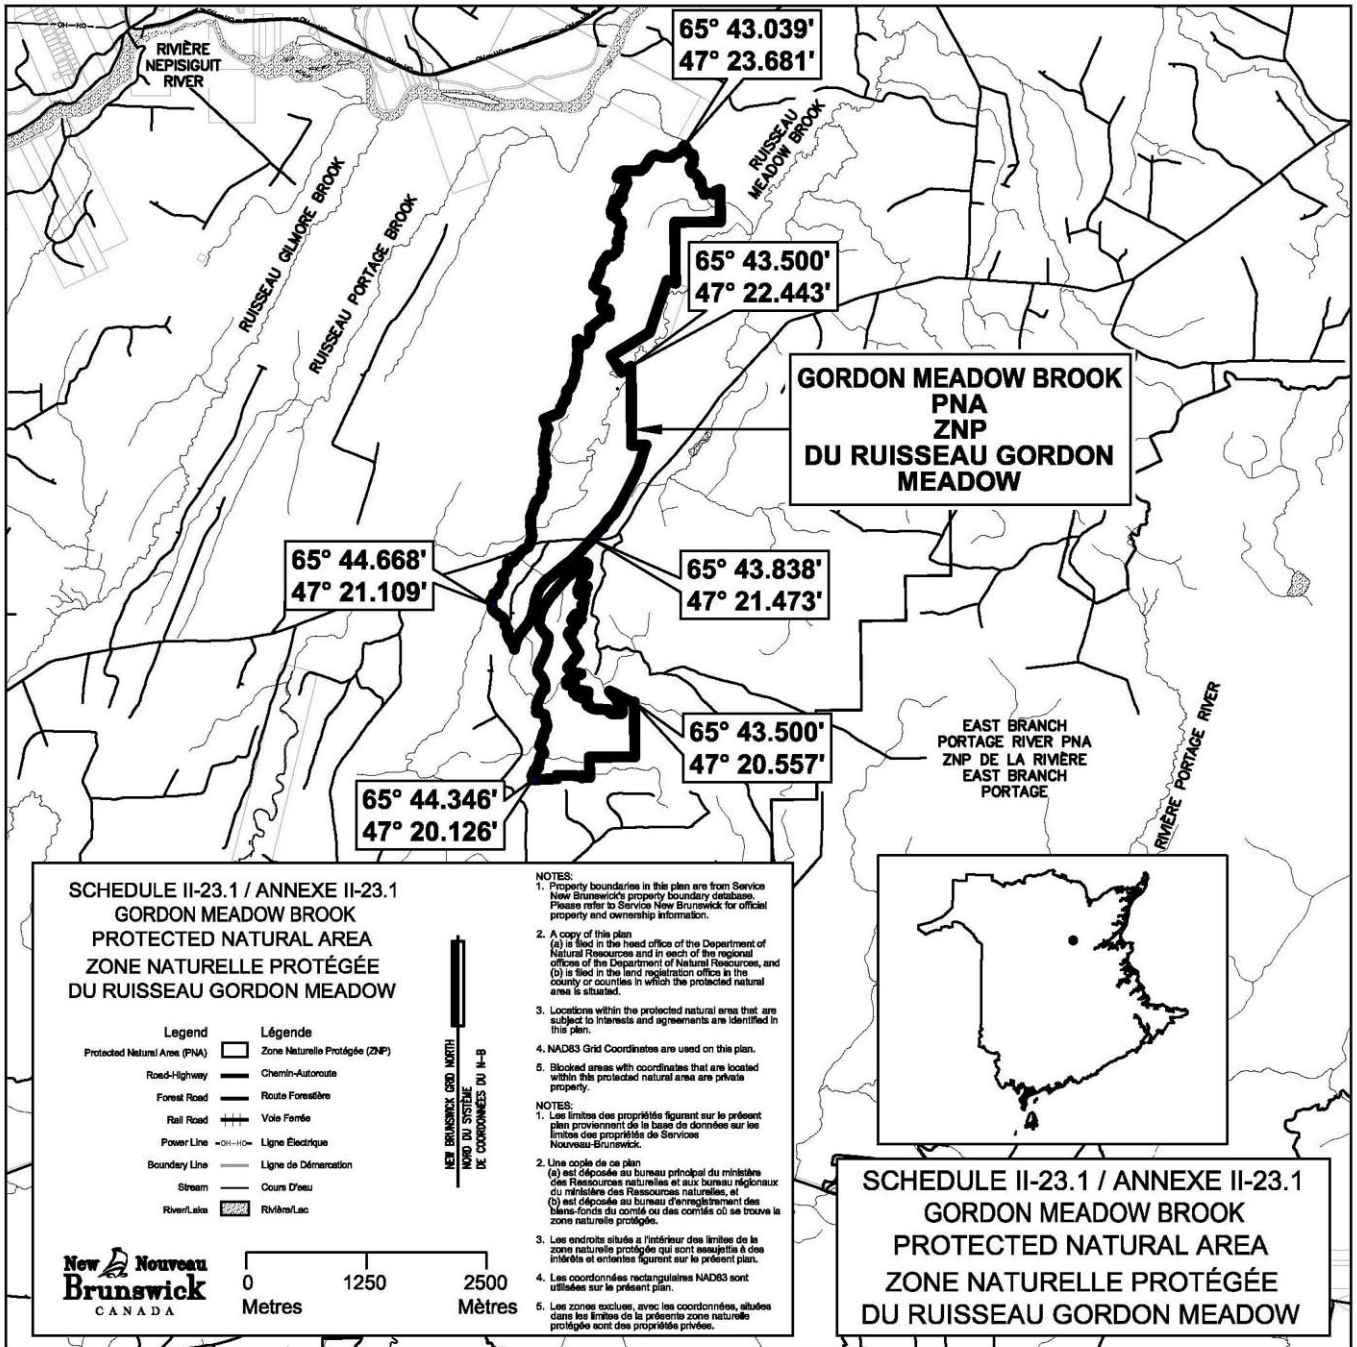 65° 43.039'
47° 23.681'
RIVIÈRE
NEPISIGUIT
RIVER
OH-HO
OH-HO
RUISSEAU
MEADOW BROOK
RUISSEAU GILMORE BROOK
RUISSEAU PORTAGE BROOK
65° 43.500'
47° 22.443'
GORDON MEADOW BROOK
PNA
ZNP
DU RUISSEAU GORDON
MEADOW
65° 44.668'
47° 21.109'
65° 43.838'
47° 21.473'
65° 43.500'
47° 20.557'
EAST BRANCH
PORTAGE RIVER PNA
ZNP DE LA RIVIÈRE
EAST BRANCH
PORTAGE
RIVIÈRE PORTAGE RIVER
65° 44.346'
47° 20.126'
SCHEDULE II-23.1 / ANNEXE II-23.1
GORDON MEADOW BROOK
PROTECTED NATURAL AREA
ZONE NATURELLE PROTÉGÉE
DU RUISSEAU GORDON MEADOW
Legend Légende
Protected Natural Area (PNA) Zone Naturelle Protégée (ZNP)
Road-Highway Chemin-Autoroute
Forest Road Route Forestière
Rail Road Voie Ferrée
Power Line OH-HO Ligne Électrique
Boundary Line Ligne de Démarcation
Stream Cours D'eau
River/Lake Rivière/Lac
NEW BRUNSWICK GRID NORTH
NORD DU SYSTÈME
DE COORDONNÉES DU N-B
New Nouveau
Brunswick
CANADA
0 1250 2500
Metres Mètres
NOTES:
1. Property boundaries in this plan are from Service
New Brunswick's property boundary database.
Please refer to Service New Brunswick for official
property and ownership information.
2. A copy of this plan
(a) is filed in the head office of the Department of
Natural Resources and in each of the regional
offices of the Department of Natural Resources, and
(b) is filed in the land registration office in the
county or counties in which the protected natural
area is situated.
3. Locations within the protected natural area that are
subject to interests and agreements are identified in
this plan.
4. NAD83 Grid Coordinates are used on this plan.
5. Blocked areas with coordinates that are located
within this protected natural area are private
property.
NOTES:
1. Les limites des propriétés figurant sur le présent
plan proviennent de la base de données sur les
limites des propriétés de Services
Nouveau-Brunswick.
2. Une copie de ce plan
(a) est déposée au bureau principal du ministère
des Ressources naturelles et aux bureau régionaux
du ministère des Ressources naturelles, et
(b) est déposée au bureau d'enregistrement des
biens-fonds du comté ou des comtés où se trouve la
zone naturelle protégée.
3. Les endroits situés a l'intérieur des limites de la
zone naturelle protégée qui sont assujettis à des
intérêts et ententes figurent sur le présent plan.
4. Les coordonnées rectangulaires NAD83 sont
utilisées sur le présent plan.
5. Les zones exclues, avec les coordonnées, situées
dans les limites de la présente zone naturelle
protégée sont des propriétés privées.
SCHEDULE II-23.1 / ANNEXE II-23.1
GORDON MEADOW BROOK
PROTECTED NATURAL AREA
ZONE NATURELLE PROTÉGÉE
DU RUISSEAU GORDON MEADOW